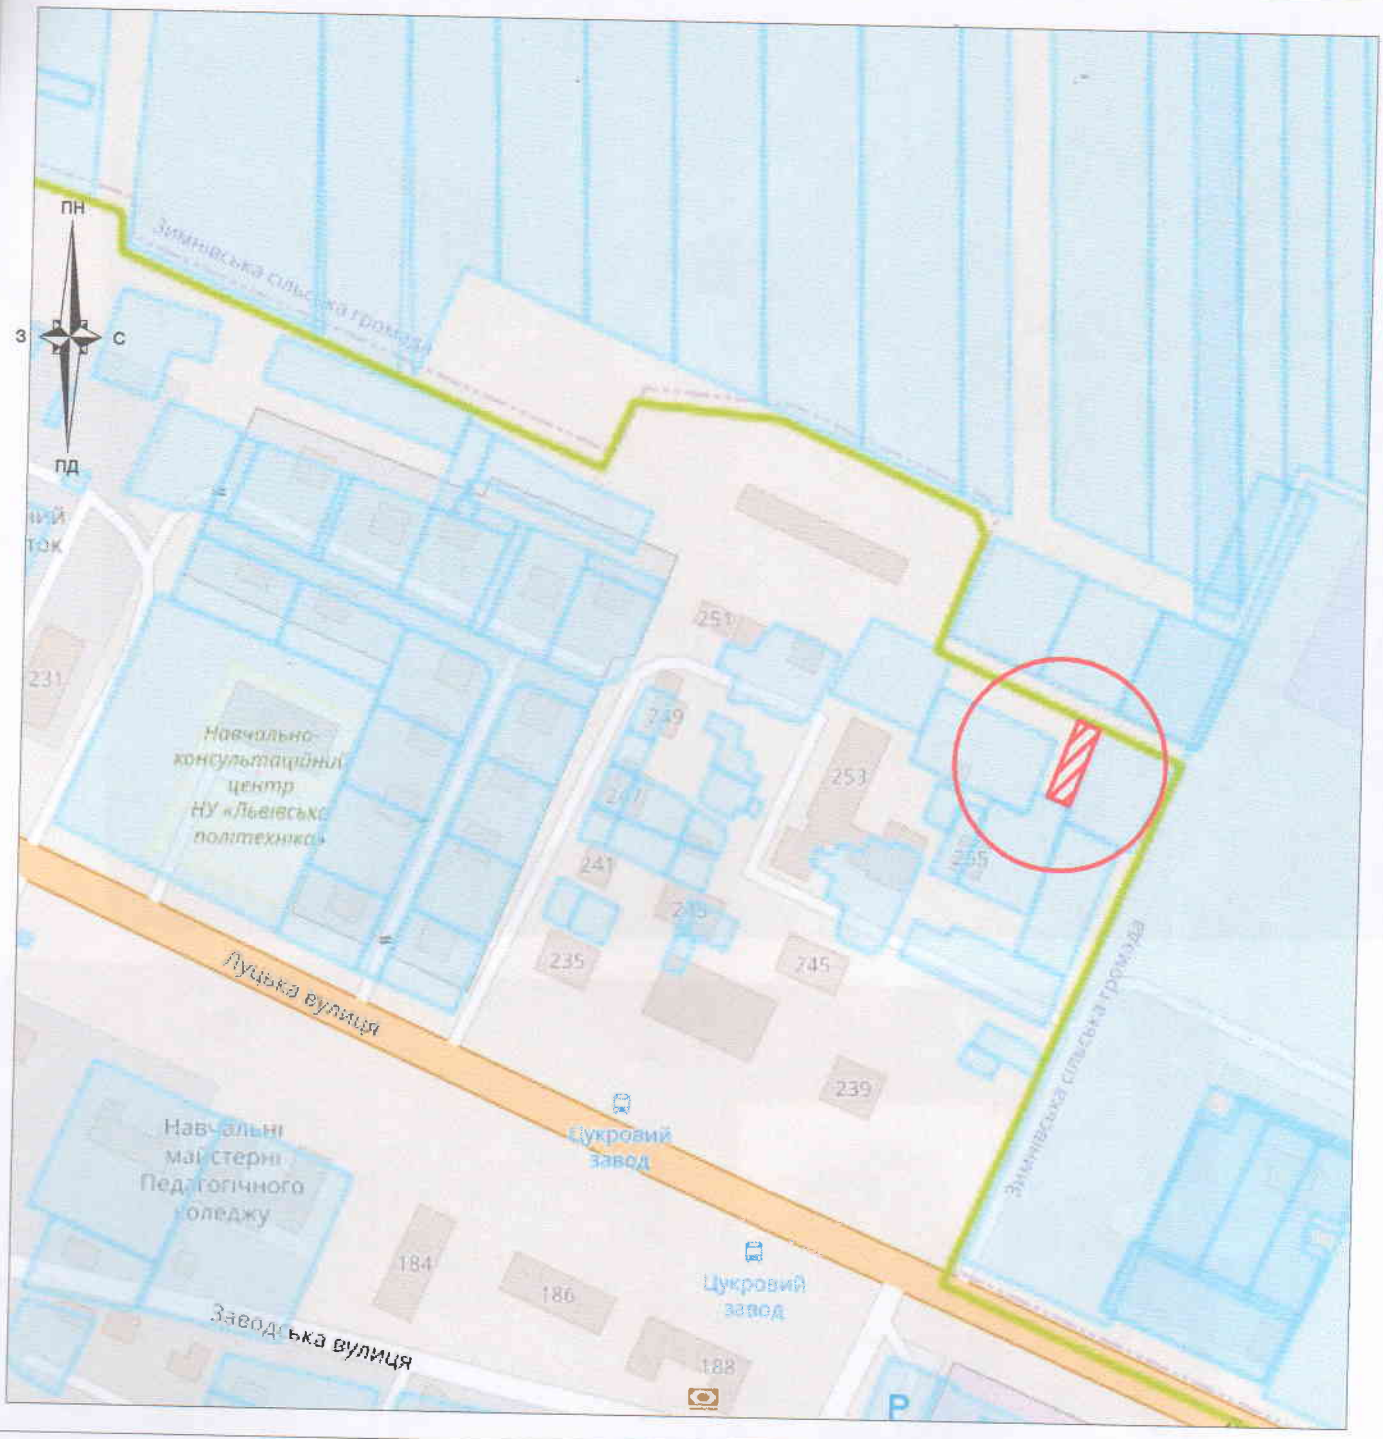 ПН
Зимнівська сільська громада
З
С
ПД
ний
ток
251
231
249
Навчально-
консультаційний
центр
НУ «Львівська
політехніка»
253
247
241
255
243
235
245
Луцька вулиця
Зимнівська сільська громада
239
Цукровий
завод
Навчальні
майстерні
Педагогічного
коледжу
184
186
Цукровий
завод
Заводська вулиця
188
P